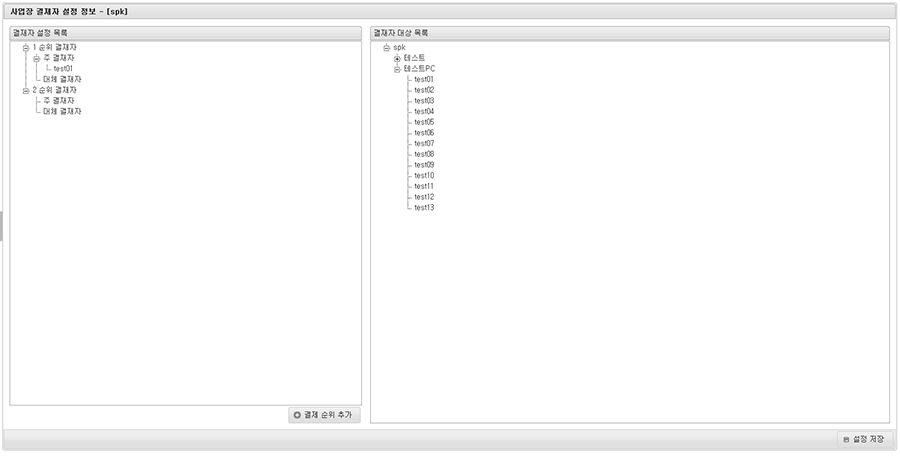 사업장 결재자 설정 정보 - [spk]
결재자 설정 목록
1 순위 결재자
주 결재자
test01
대체 결재자
2 순위 결재자
주 결재자
대체 결재자
결제 순위 추가
결재자 대상 목록
spk
테스트
테스트PC
test01
test02
test03
test04
test05
test06
test07
test08
test09
test10
test11
test12
test13
설정 저장